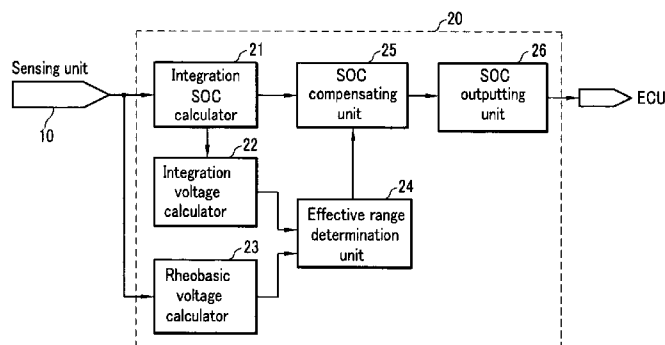 20
Sensing unit
10
21
Integration
SOC
calculator
25
SOC
compensating
unit
26
SOC
outputting
unit
ECU
22
Integration
voltage
calculator
24
Effective range
determination
unit
23
Rheobasic
voltage
calculator